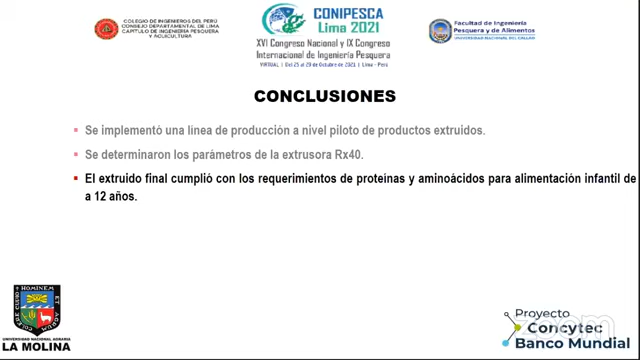 COLEGIO DE INGENIEROS DEL PERÚ
CONSEJO DEPARTAMENTAL DE LIMA
CAPÍTULO DE INGENIERÍA PESQUERA
Y ACUICULTURA
CONIPESCA
Lima 2021
XVI Congreso Nacional y IX Congreso
Internacional de Ingeniería Pesquera
VIRTUAL | Del 25 al 29 de Octubre de 2021 | Lima - Perú
Facultad de Ingeniería
Pesquera y de Alimentos
UNIVERSIDAD NACIONAL DEL CALLAO
CONCLUSIONES
Se implementó una línea de producción a nivel piloto de productos extruidos.
Se determinaron los parámetros de la extrusora Rx40.
El extruido final cumplió con los requerimientos de proteínas y aminoácidos para alimentación infantil de
a 12 años.
HOMINEM
UNIVERSIDAD NACIONAL AGRARIA
LA MOLINA
Proyecto
Concytec
Banco Mundial
zoom